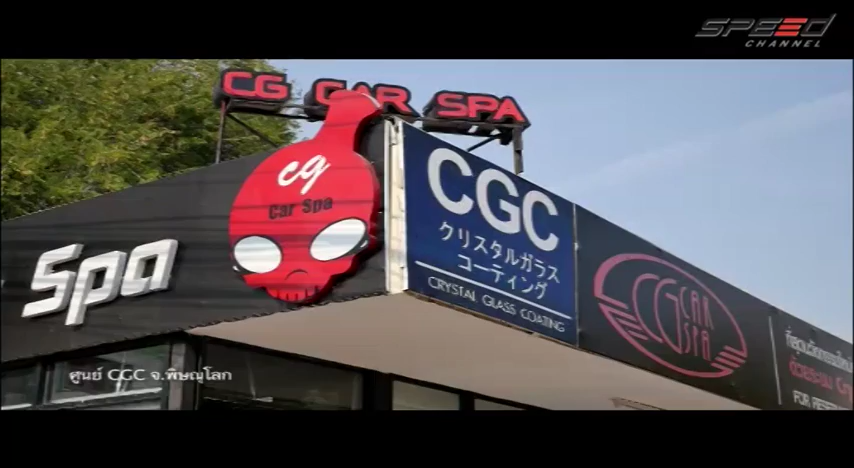 SPEED
CHANNEL
CG CAR SPA
cg
Car Spa
Spa
CGC
クリスタルガラス
コーティング
CRYSTAL GLASS COATING
CG CAR
SPA
ศูนย์ CGC จ.พิษณุโลก